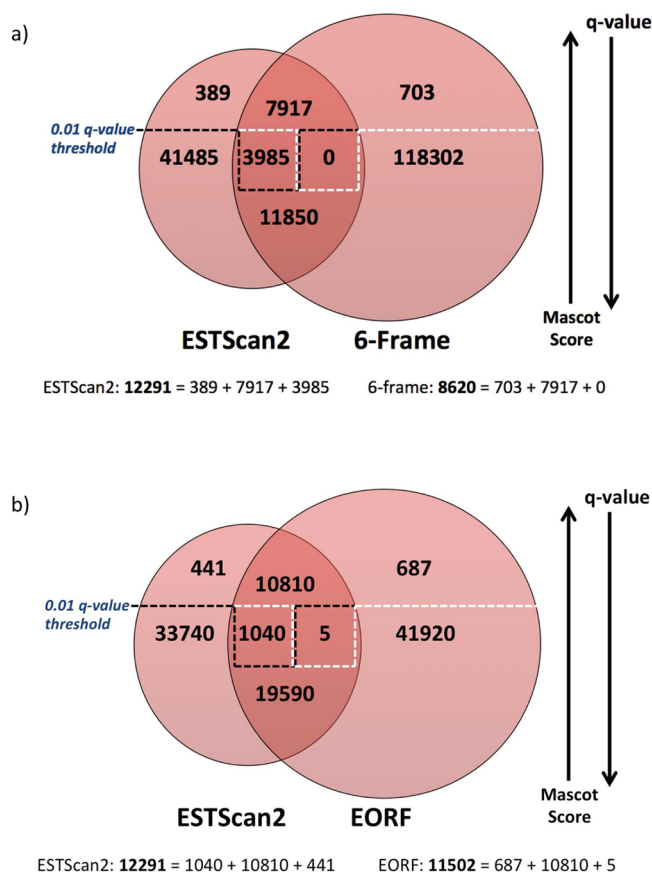 a)
q-value
389
7917
703
0.01 q-value
threshold
41485
3985
0
118302
11850
ESTScan2
6-Frame
Mascot
Score
ESTScan2: 12291 = 389 + 7917 + 3985
6-frame: 8620 = 703 + 7917 + 0
b)
q-value
441
10810
687
0.01 q-value
threshold
33740
1040
5
41920
19590
ESTScan2
EORF
Mascot
Score
ESTScan2: 12291 = 1040 + 10810 + 441
EORF: 11502 = 687 + 10810 + 5